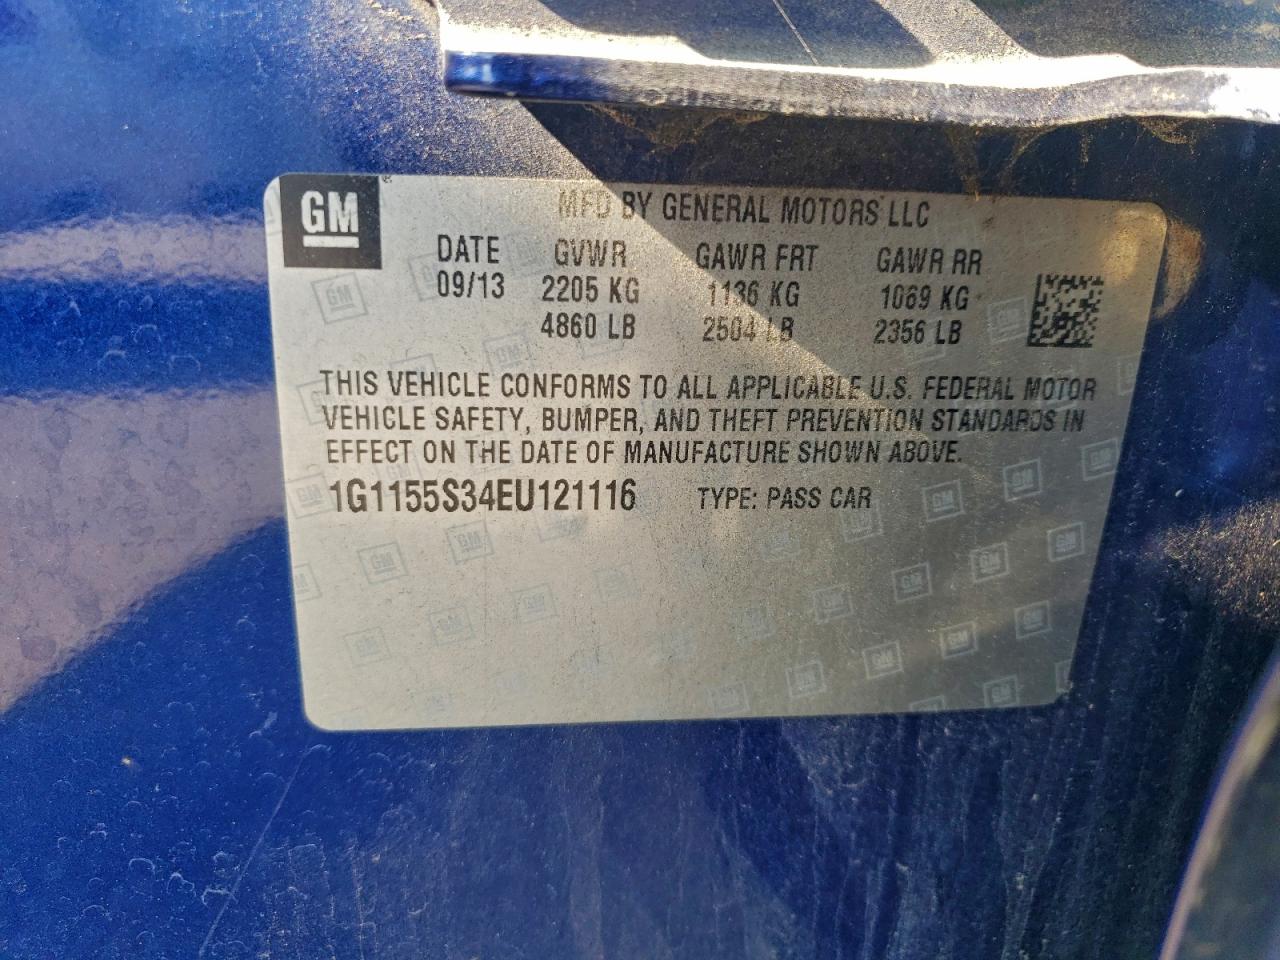 GM
MFD BY GENERAL MOTORS LLC
DATE GVWR GAWR FRT GAWR RR
09/13 2205 KG 1136 KG 1069 KG
4860 LB 2504 LB 2356 LB
THIS VEHICLE CONFORMS TO ALL APPLICABLE U.S. FEDERAL MOTOR
VEHICLE SAFETY, BUMPER, AND THEFT PREVENTION STANDARDS IN
EFFECT ON THE DATE OF MANUFACTURE SHOWN ABOVE.
1G1155S34EU121116 TYPE: PASS CAR